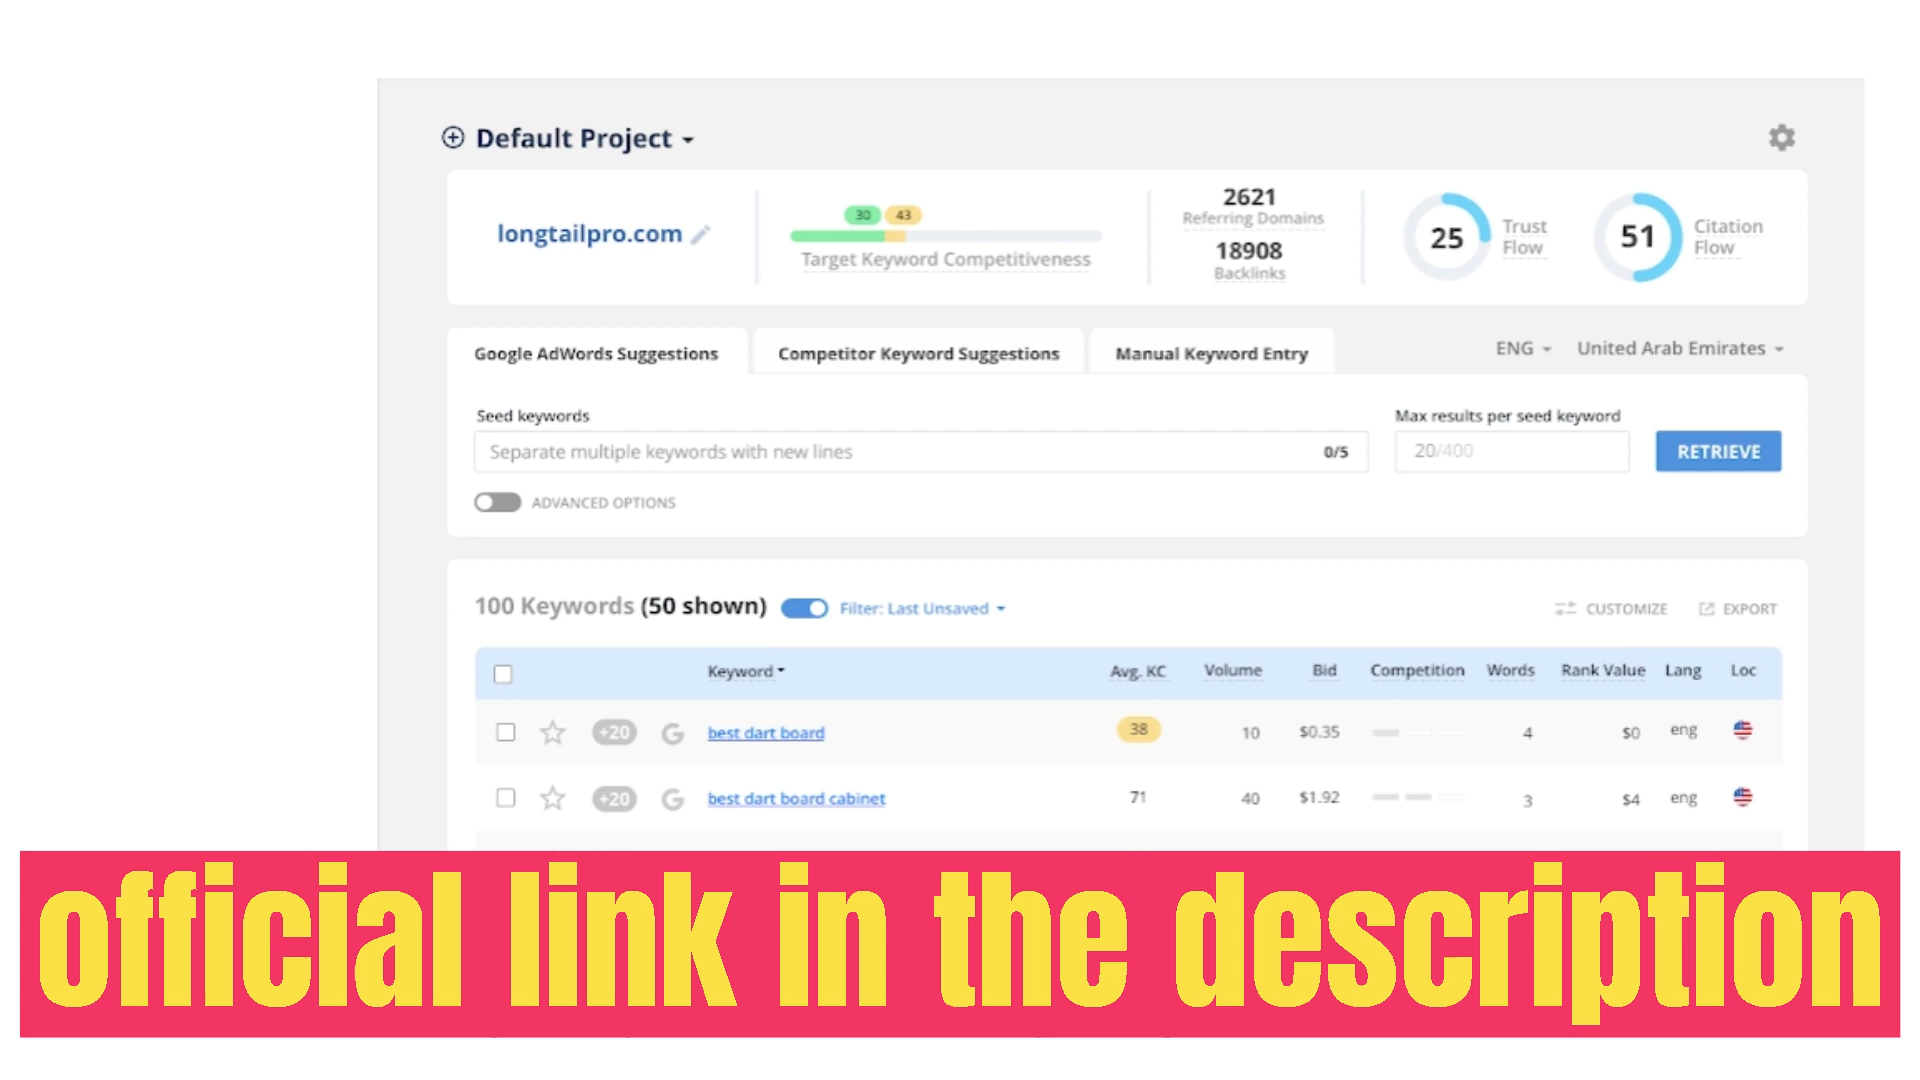 Default Project
longtailpro.com
30 43
Target Keyword Competitiveness
2621
Referring Domains
18908
Backlinks
25
Trust
Flow
51
Citation
Flow
Google AdWords Suggestions
Competitor Keyword Suggestions
Manual Keyword Entry
ENG
United Arab Emirates
Seed keywords
Separate multiple keywords with new lines 0/5
Max results per seed keyword
20/400
RETRIEVE
ADVANCED OPTIONS
100 Keywords (50 shown) Filter: Last Unsaved CUSTOMIZE EXPORT
Keyword Avg. KC Volume Bid Competition Words Rank Value Lang Loc
+20 G best dart board 38 10 $0.35 4 $0 eng
+20 G best dart board cabinet 71 40 $1.92 3 $4 eng
official link in the description